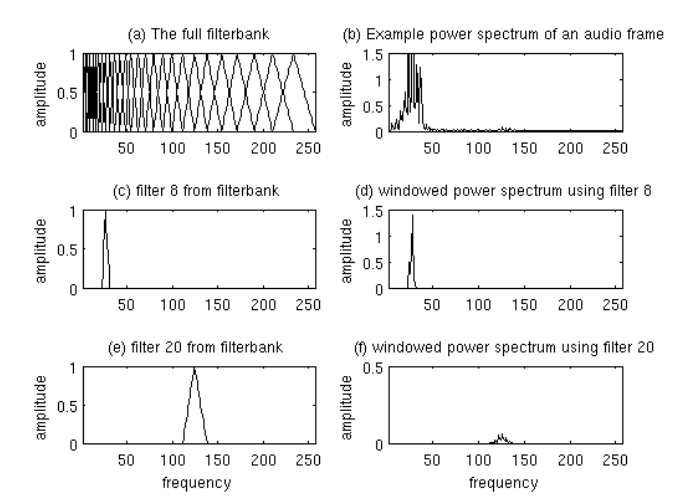 (a) The full filterbank
amplitude
1
0.5
0
50 100 150 200 250
(b) Example power spectrum of an audio frame
amplitude
1.5
1
0.5
0
50 100 150 200 250
(c) filter 8 from filterbank
amplitude
1
0.5
0
50 100 150 200 250
(d) windowed power spectrum using filter 8
amplitude
1.5
1
0.5
0
50 100 150 200 250
(e) filter 20 from filterbank
amplitude
1
0.5
0
50 100 150 200 250
frequency
(f) windowed power spectrum using filter 20
amplitude
0.5
0
50 100 150 200 250
frequency